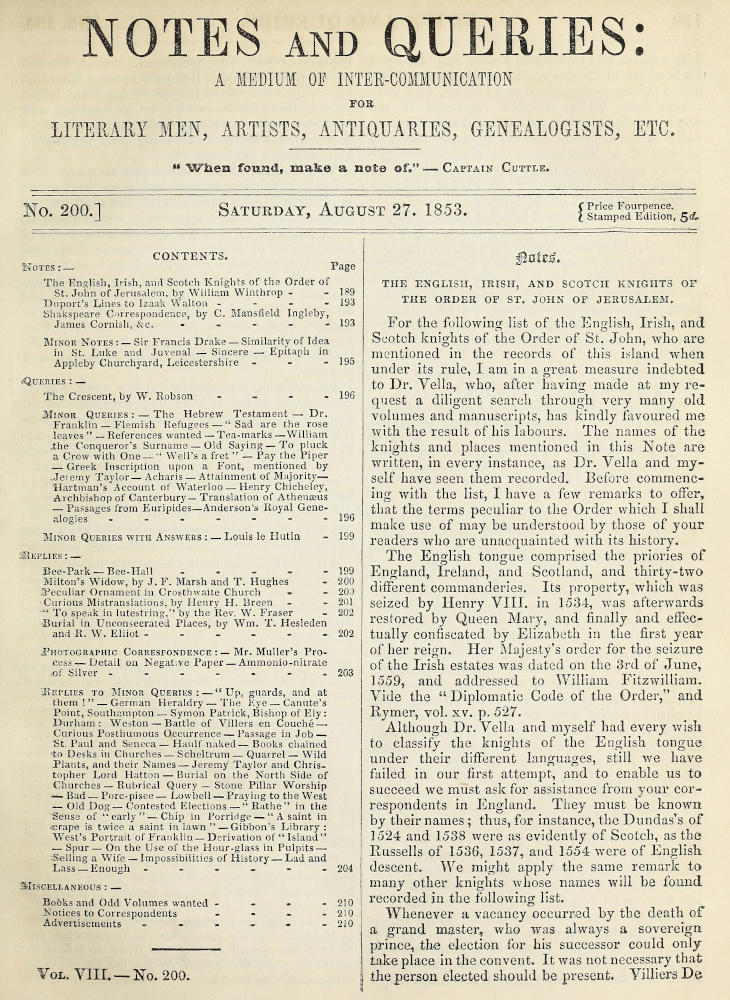 NOTES AND QUERIES:
A MEDIUM OF INTER-COMMUNICATION
FOR
LITERARY MEN, ARTISTS, ANTIQUARIES, GENEALOGISTS, ETC.
"When found, make a note of." — CAPTAIN CUTTLE.
No. 200.]
SATURDAY, AUGUST 27. 1853.
{ Price Fourpence.
{ Stamped Edition, 5d.
CONTENTS.
NOTES:— Page
The English, Irish, and Scotch Knights of the Order of
St. John of Jerusalem, by William Winthrop - - 189
Duport's Lines to Izaak Walton - - - - 193
Shakspeare Correspondence, by C. Mansfield Ingleby,
James Cornish, &c. - - - - - 193
MINOR NOTES:— Sir Francis Drake — Similarity of Idea
in St. Luke and Juvenal — Sincere — Epitaph in
Appleby Churchyard, Leicestershire - - - 195
QUERIES:—
The Crescent, by W. Robson - - - - 196
MINOR QUERIES:— The Hebrew Testament — Dr.
Franklin — Flemish Refugees — "Sad are the rose
leaves" — References wanted — Tea-marks — William
the Conqueror's Surname — Old Saying — To pluck
a Crow with One — "Well's a fret" — Pay the Piper
— Greek Inscription upon a Font, mentioned by
Jeremy Taylor — Acharis — Attainment of Majority —
Hartman's Account of Waterloo — Henry Chicheley,
Archbishop of Canterbury — Translation of Athenæus
— Passages from Euripides — Anderson's Royal Gene-
alogies - - - - - - - 196
MINOR QUERIES WITH ANSWERS:— Louis le Hutin - 199
REPLIES:—
Bee-Park — Bee-Hall - - - - - 199
Milton's Widow, by J. F. Marsh and T. Hughes - - 200
Peculiar Ornament in Crosthwaite Church - - 200
Curious Mistranslations, by Henry H. Breen - - 201
"To speak in lutestring," by the Rev. W. Fraser - - 202
Burial in Unconsecrated Places, by Wm. T. Hesleden
and R. W. Elliot - - - - - - 202
PHOTOGRAPHIC CORRESPONDENCE:— Mr. Muller's Pro-
cess — Detail on Negative Paper — Ammonio-nitrate
of Silver - - - - - - - 203
REPLIES TO MINOR QUERIES:— "Up, guards, and at
them!" — German Heraldry — The Eye — Canute's
Point, Southampton — Symon Patrick, Bishop of Ely:
Durham: Weston — Battle of Villers en Couché —
Curious Posthumous Occurrence — Passage in Job —
St. Paul and Seneca — Haulf-naked — Books chained
to Desks in Churches — Scheltrum — Quarrel — Wild
Plants, and their Names — Jeremy Taylor and Chris-
topher Lord Hatton — Burial on the North Side of
Churches — Rubrical Query — Stone Pillar Worship
— Bad — Porc-pisee — Lowbell — Praying to the West
— Old Dog — Contested Elections — "Rathe" in the
Sense of "early" — Chip in Porridge — "A saint in
crape is twice a saint in lawn" — Gibbon's Library:
West's Portrait of Franklin — Derivation of "Island"
— Spur — On the Use of the Hour-glass in Pulpits —
Selling a Wife — Impossibilities of History — Lad and
Lass — Enough - - - - - - 204
MISCELLANEOUS:—
Books and Odd Volumes wanted - - - - 210
Notices to Correspondents - - - - 210
Advertisements - - - - - - 210
VOL. VIII. — No. 200.
Notes.
THE ENGLISH, IRISH, AND SCOTCH KNIGHTS OF
THE ORDER OF ST. JOHN OF JERUSALEM.
For the following list of the English, Irish, and
Scotch knights of the Order of St. John, who are
mentioned in the records of this island when
under its rule, I am in a great measure indebted
to Dr. Vella, who, after having made at my re-
quest a diligent search through very many old
volumes and manuscripts, has kindly favoured me
with the result of his labours. The names of the
knights and places mentioned in this Note are
written, in every instance, as Dr. Vella and my-
self have seen them recorded. Before commenc-
ing with the list, I have a few remarks to offer,
that the terms peculiar to the Order which I shall
make use of may be understood by those of your
readers who are unacquainted with its history.
The English tongue comprised the priories of
England, Ireland, and Scotland, and thirty-two
different commanderies. Its property, which was
seized by Henry VIII. in 1534, was afterwards
restored by Queen Mary, and finally and effec-
tually confiscated by Elizabeth in the first year
of her reign. Her Majesty's order for the seizure
of the Irish estates was dated on the 3rd of June,
1559, and addressed to William Fitzwilliam.
Vide the "Diplomatic Code of the Order," and
Rymer, vol. xv. p. 527.
Although Dr. Vella and myself had every wish
to classify the knights of the English tongue
under their different languages, still we have
failed in our first attempt, and to enable us to
succeed we must ask for assistance from your cor-
respondents in England. They must be known
by their names; thus, for instance, the Dundas's of
1524 and 1538 were as evidently of Scotch, as the
Russells of 1536, 1537, and 1554 were of English
descent. We might apply the same remark to
many other knights whose names will be found
recorded in the following list.
Whenever a vacancy occurred by the death of
a grand master, who was always a sovereign
prince, the election for his successor could only
take place in the convent. It was not necessary that
the person elected should be present. Villiers De